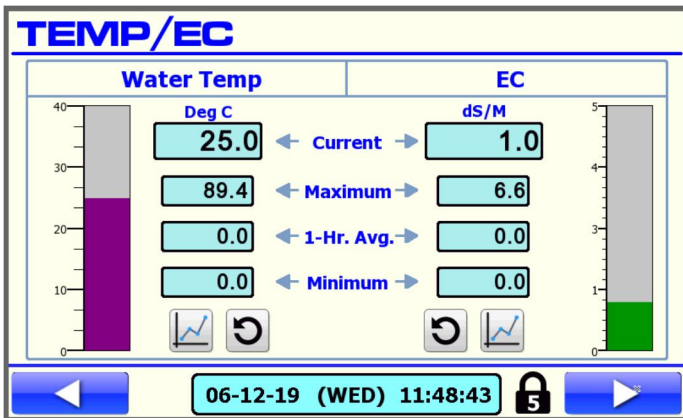 TEMP/EC
Water Temp EC
Deg C dS/M
25.0 Current 1.0
89.4 Maximum 6.6
0.0 1-Hr. Avg. 0.0
0.0 Minimum 0.0
40
30
20
10
0
5
4
3
1
0
06-12-19 (WED) 11:48:43
5